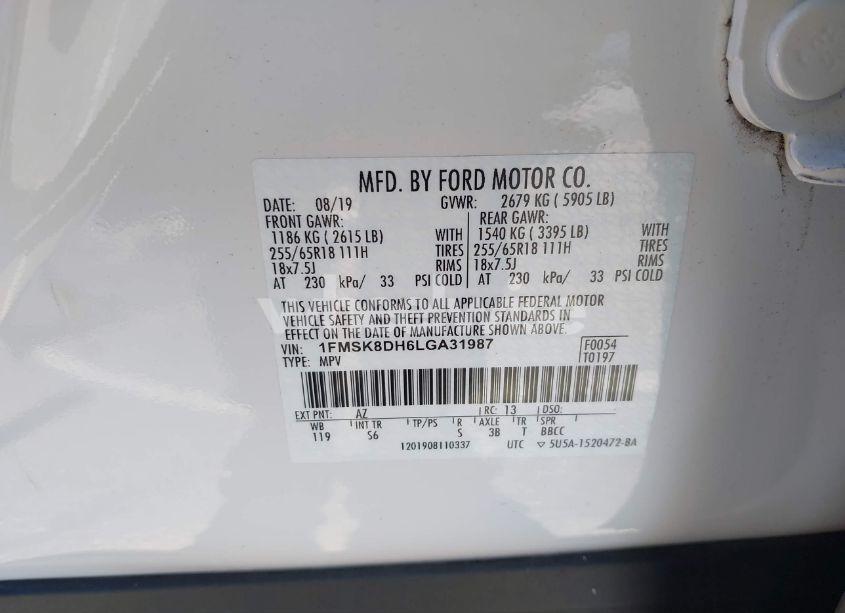 MFD. BY FORD MOTOR CO.
DATE: 08/19 GVWR: 2679 KG ( 5905 LB)
FRONT GAWR: REAR GAWR:
1186 KG ( 2615 LB) WITH 1540 KG ( 3395 LB) WITH
255/65R18 111H TIRES 255/65R18 111H TIRES
18x7.5J RIMS 18x7.5J RIMS
AT 230 kPa/ 33 PSI COLD AT 230 kPa/ 33 PSI COLD
THIS VEHICLE CONFORMS TO ALL APPLICABLE FEDERAL MOTOR
VEHICLE SAFETY AND THEFT PREVENTION STANDARDS IN
EFFECT ON THE DATE OF MANUFACTURE SHOWN ABOVE.
VIN: 1FMSK8DH6LGA31987 F0054
TYPE: MPV T0197
EXT PNT: AZ RC: 13 DSO:
WB INT TR TP/PS R AXLE TR SPR
119 S6 S 3B T BBCC
1201908110337 UTC ▽ 5U5A-1520472-BA